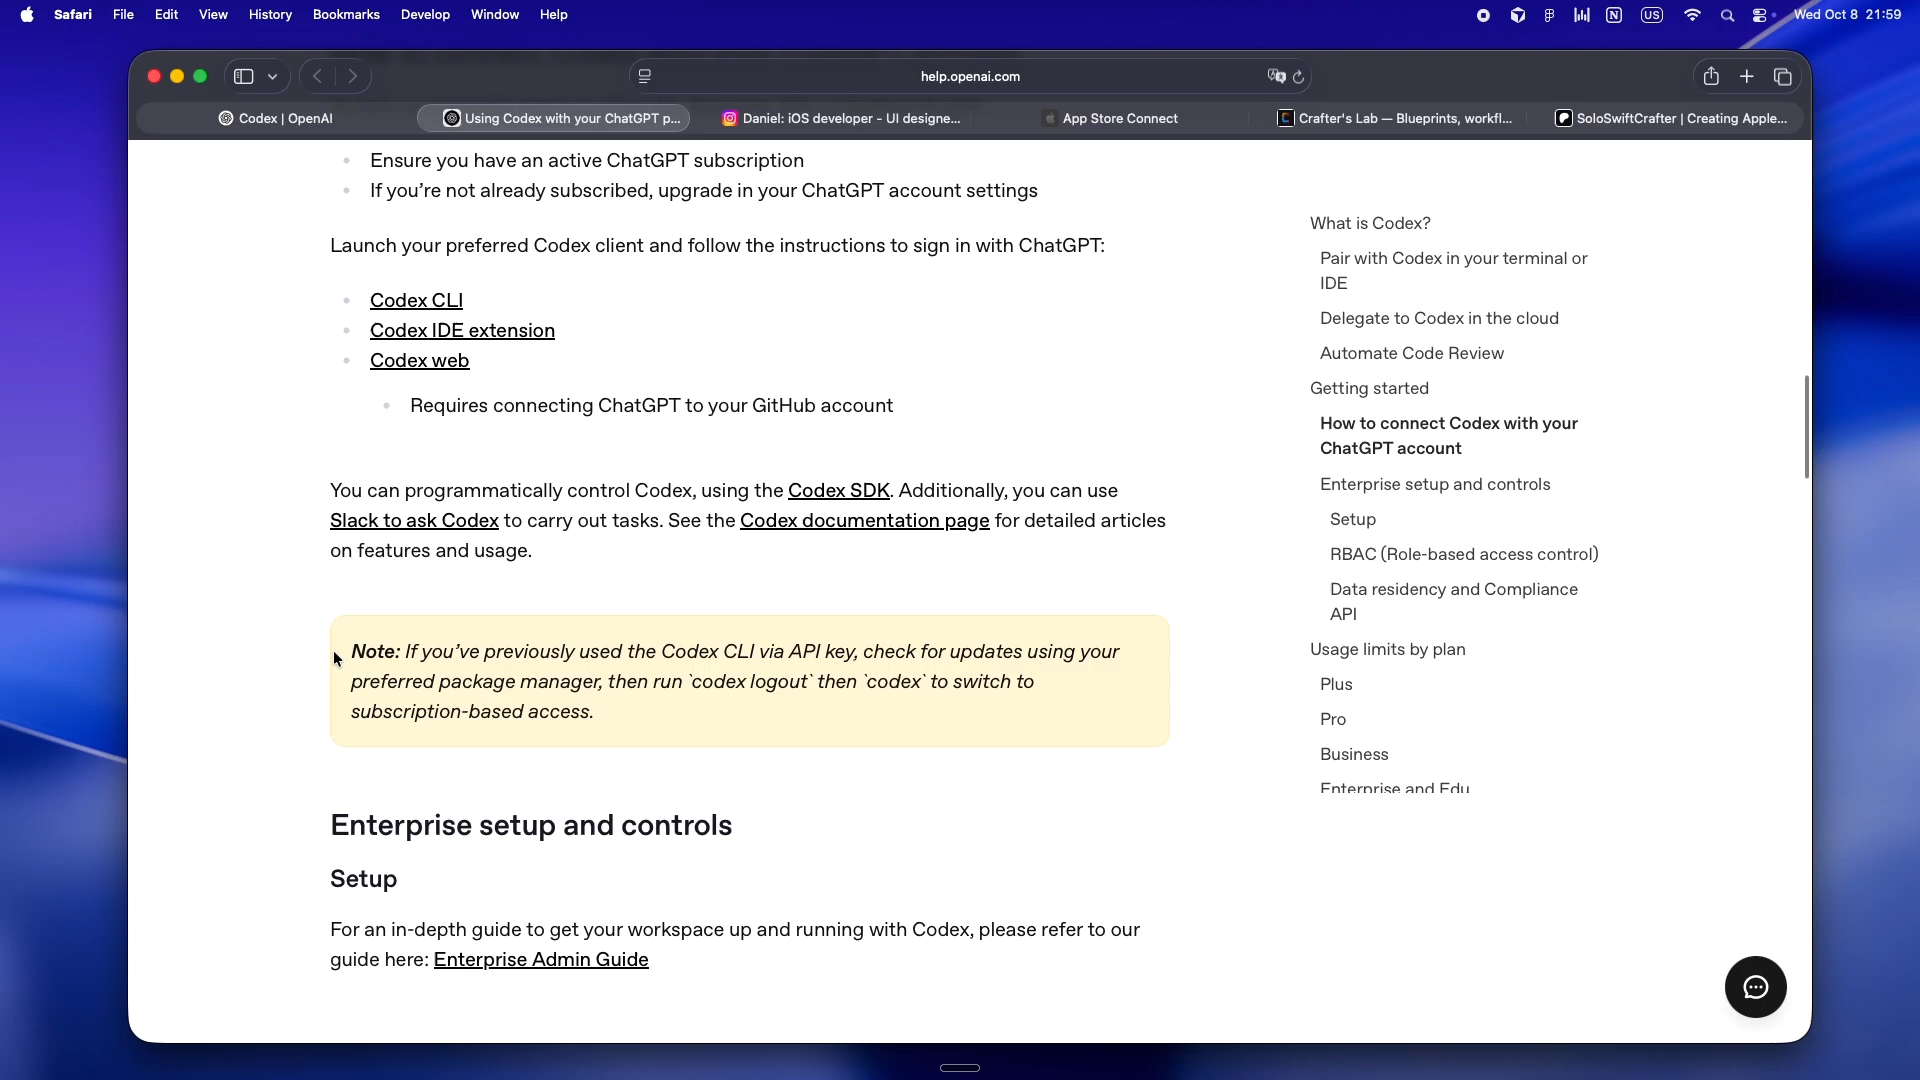 Safari File Edit View History Bookmarks Develop Window Help
US
Wed Oct 8 21:59
help.openai.com
Codex | OpenAI
Using Codex with your ChatGPT p...
Daniel: iOS developer - UI designe...
App Store Connect
Crafter's Lab — Blueprints, workfl...
SoloSwiftCrafter | Creating Apple...
Ensure you have an active ChatGPT subscription
If you’re not already subscribed, upgrade in your ChatGPT account settings
Launch your preferred Codex client and follow the instructions to sign in with ChatGPT:
Codex CLI
Codex IDE extension
Codex web
Requires connecting ChatGPT to your GitHub account
You can programmatically control Codex, using the Codex SDK. Additionally, you can use
Slack to ask Codex to carry out tasks. See the Codex documentation page for detailed articles
on features and usage.
Note: If you’ve previously used the Codex CLI via API key, check for updates using your
preferred package manager, then run `codex logout` then `codex` to switch to
subscription-based access.
Enterprise setup and controls
Setup
For an in-depth guide to get your workspace up and running with Codex, please refer to our
guide here: Enterprise Admin Guide
What is Codex?
Pair with Codex in your terminal or
IDE
Delegate to Codex in the cloud
Automate Code Review
Getting started
How to connect Codex with your
ChatGPT account
Enterprise setup and controls
Setup
RBAC (Role-based access control)
Data residency and Compliance
API
Usage limits by plan
Plus
Pro
Business
Enterprise and Edu